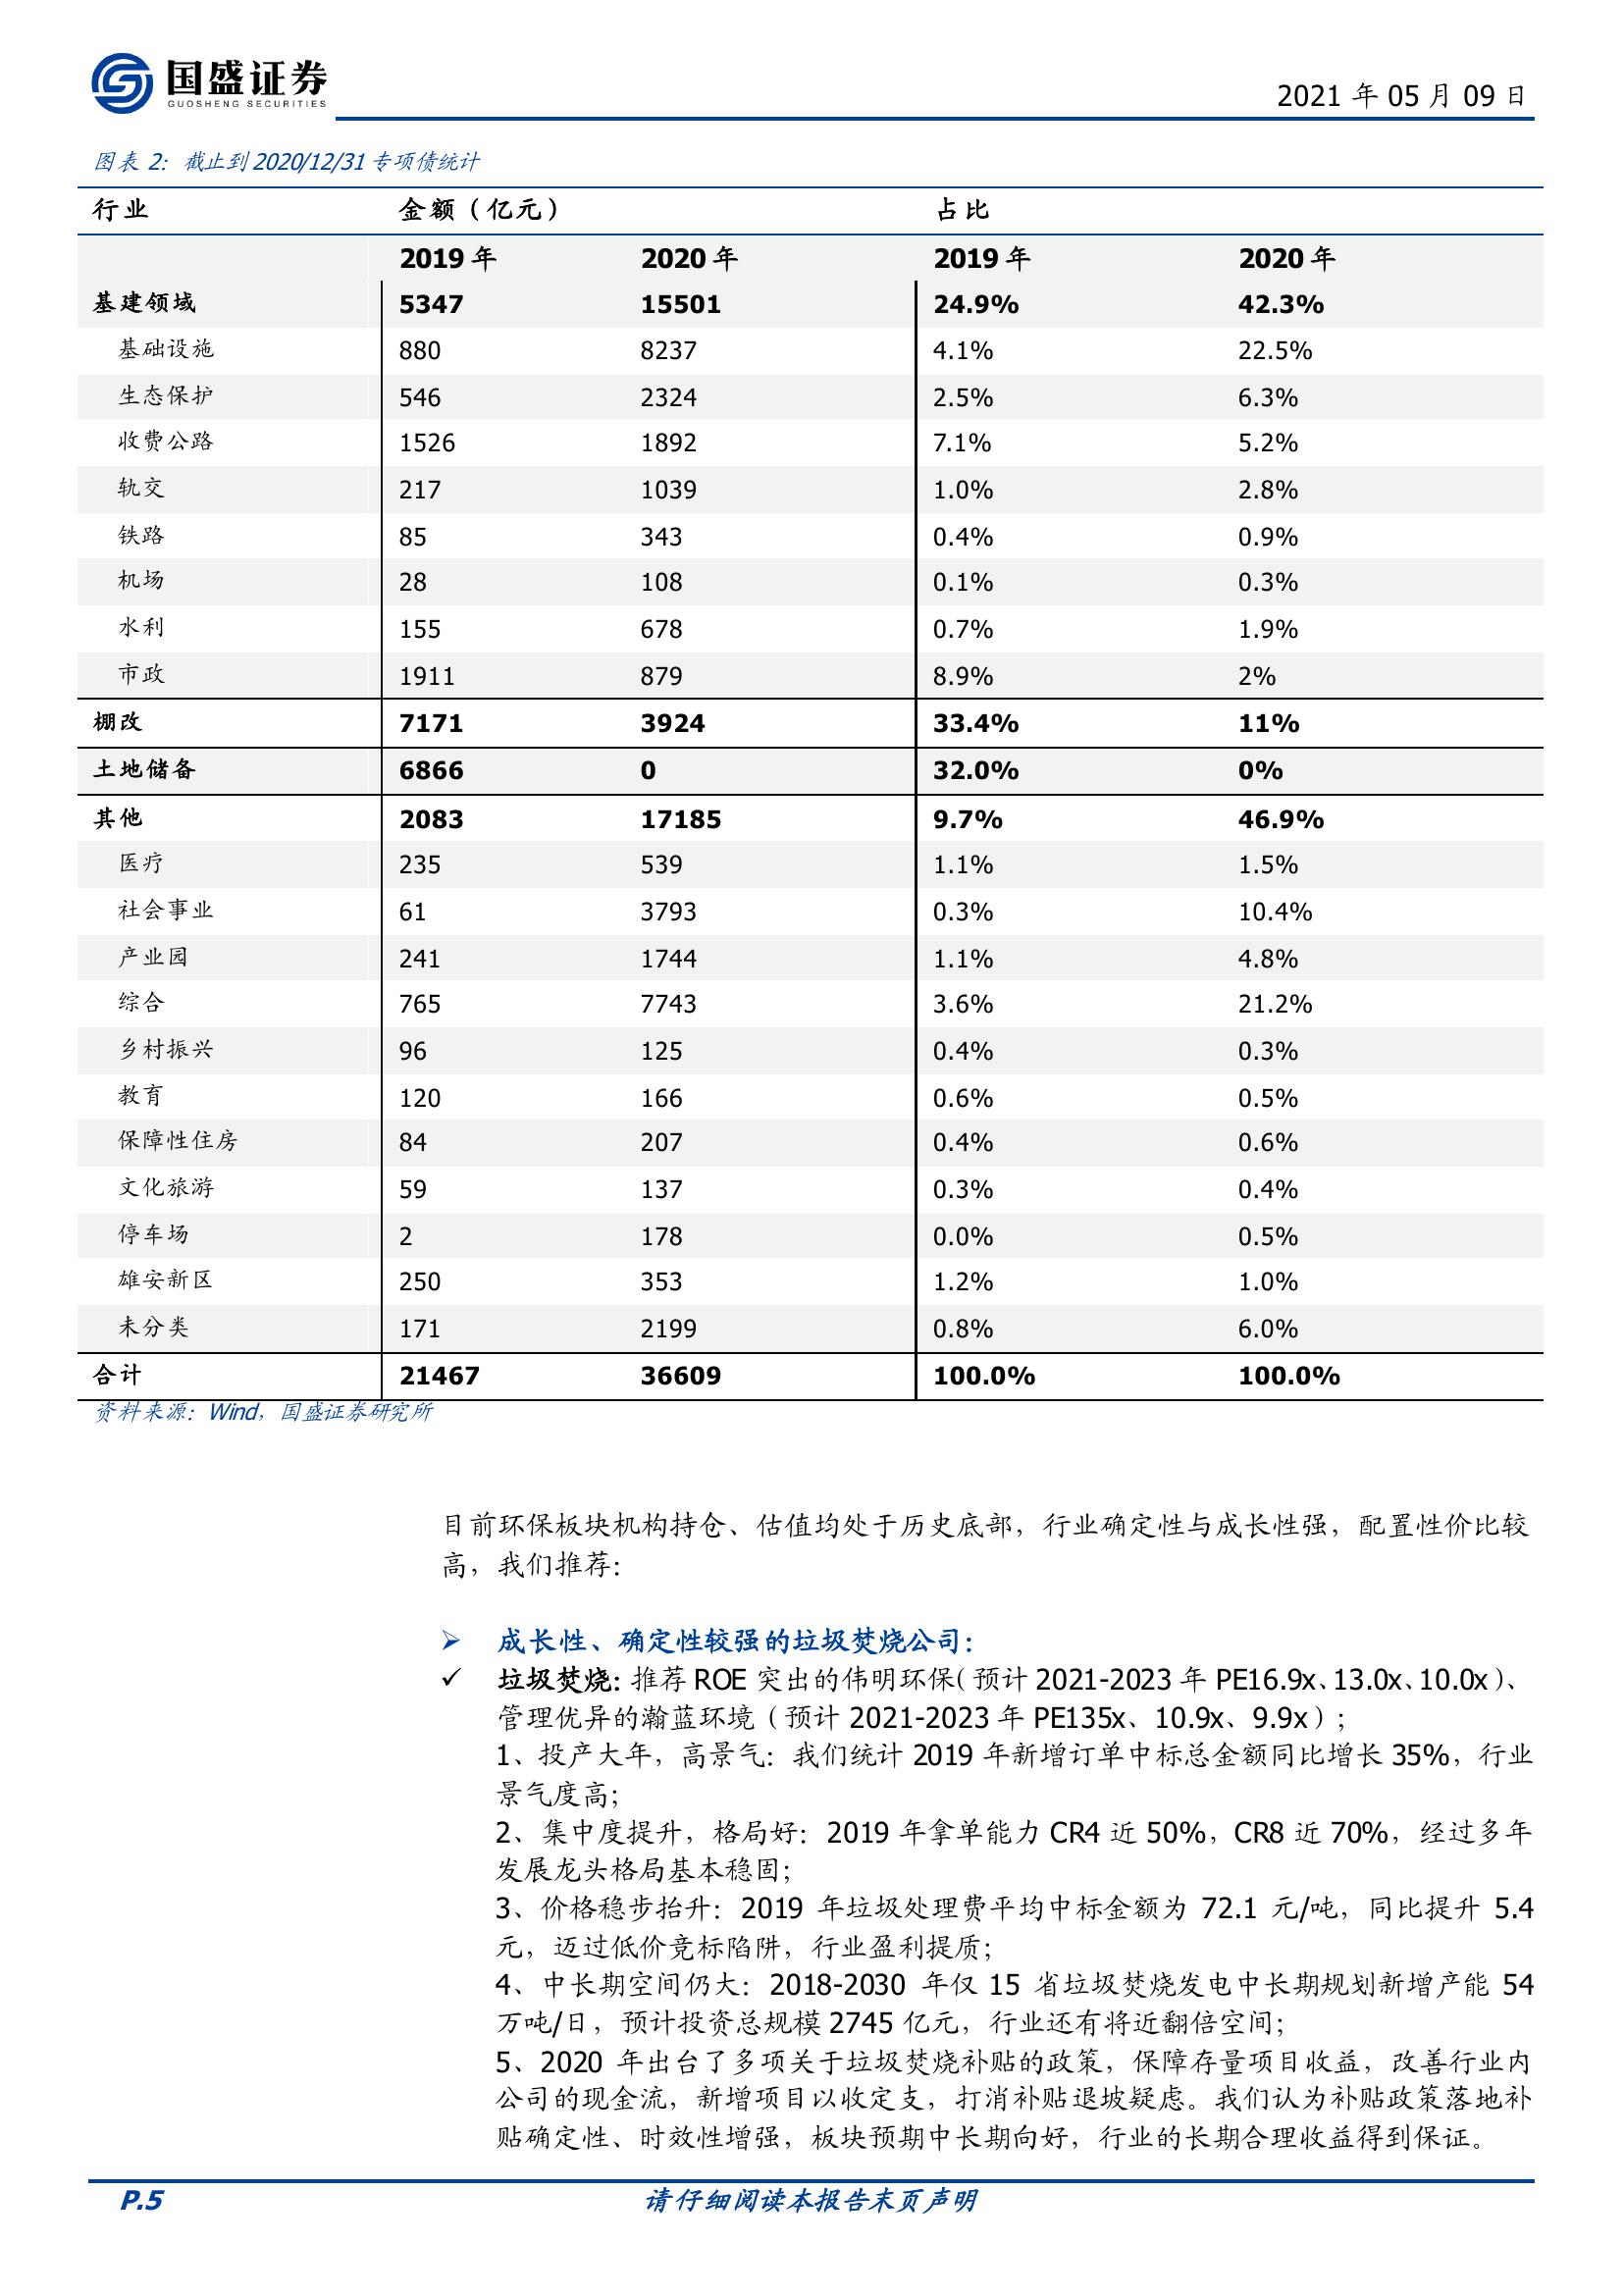 国盛证券
GUOSHENG SECURITIES
2021 年 05 月 09 日
图表 2：截止到 2020/12/31 专项债统计
行业 金额（亿元） 占比
2019 年 2020 年 2019 年 2020 年
基建领域 5347 15501 24.9% 42.3%
基础设施 880 8237 4.1% 22.5%
生态保护 546 2324 2.5% 6.3%
收费公路 1526 1892 7.1% 5.2%
轨交 217 1039 1.0% 2.8%
铁路 85 343 0.4% 0.9%
机场 28 108 0.1% 0.3%
水利 155 678 0.7% 1.9%
市政 1911 879 8.9% 2%
棚改 7171 3924 33.4% 11%
土地储备 6866 0 32.0% 0%
其他 2083 17185 9.7% 46.9%
医疗 235 539 1.1% 1.5%
社会事业 61 3793 0.3% 10.4%
产业园 241 1744 1.1% 4.8%
综合 765 7743 3.6% 21.2%
乡村振兴 96 125 0.4% 0.3%
教育 120 166 0.6% 0.5%
保障性住房 84 207 0.4% 0.6%
文化旅游 59 137 0.3% 0.4%
停车场 2 178 0.0% 0.5%
雄安新区 250 353 1.2% 1.0%
未分类 171 2199 0.8% 6.0%
合计 21467 36609 100.0% 100.0%
资料来源：Wind，国盛证券研究所
目前环保板块机构持仓、估值均处于历史底部，行业确定性与成长性强，配置性价比较
高，我们推荐：
➢ 成长性、确定性较强的垃圾焚烧公司：
✓ 垃圾焚烧：推荐 ROE 突出的伟明环保（预计 2021-2023 年 PE16.9x、13.0x、10.0x）、
管理优异的瀚蓝环境（预计 2021-2023 年 PE135x、10.9x、9.9x）；
1、投产大年，高景气：我们统计 2019 年新增订单中标总金额同比增长 35%，行业
景气度高；
2、集中度提升，格局好：2019 年拿单能力 CR4 近 50%，CR8 近 70%，经过多年
发展龙头格局基本稳固；
3、价格稳步抬升：2019 年垃圾处理费平均中标金额为 72.1 元/吨，同比提升 5.4
元，迈过低价竞标陷阱，行业盈利提质；
4、中长期空间仍大：2018-2030 年仅 15 省垃圾焚烧发电中长期规划新增产能 54
万吨/日，预计投资总规模 2745 亿元，行业还有将近翻倍空间；
5、2020 年出台了多项关于垃圾焚烧补贴的政策，保障存量项目收益，改善行业内
公司的现金流，新增项目以收定支，打消补贴退坡疑虑。我们认为补贴政策落地补
贴确定性、时效性增强，板块预期中长期向好，行业的长期合理收益得到保证。
P.5 请仔细阅读本报告末页声明